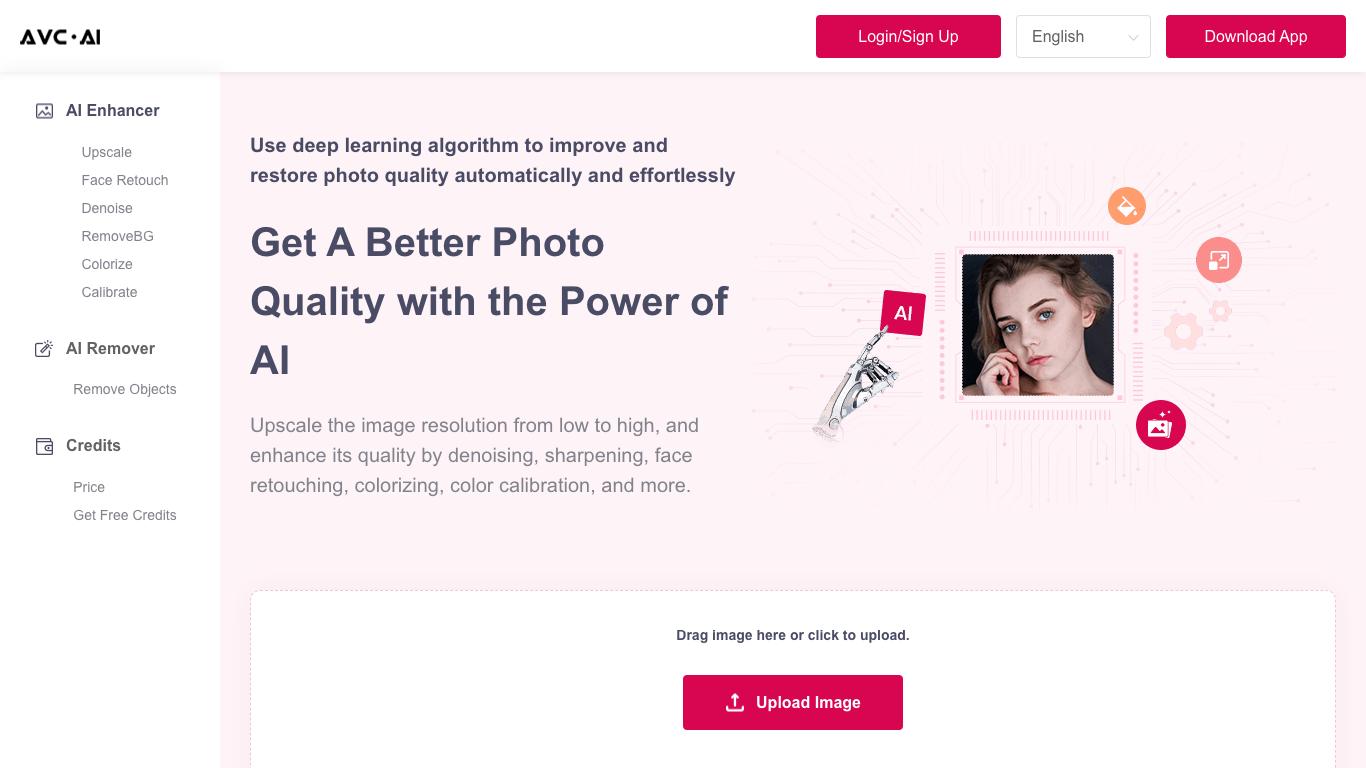 AVC·AI
Login/Sign Up
English
Download App
AI Enhancer
Upscale
Face Retouch
Denoise
RemoveBG
Colorize
Calibrate
AI Remover
Remove Objects
Credits
Price
Get Free Credits
Use deep learning algorithm to improve and
restore photo quality automatically and effortlessly
Get A Better Photo
Quality with the Power of
AI
Upscale the image resolution from low to high, and
enhance its quality by denoising, sharpening, face
retouching, colorizing, color calibration, and more.
AI
Drag image here or click to upload.
Upload Image